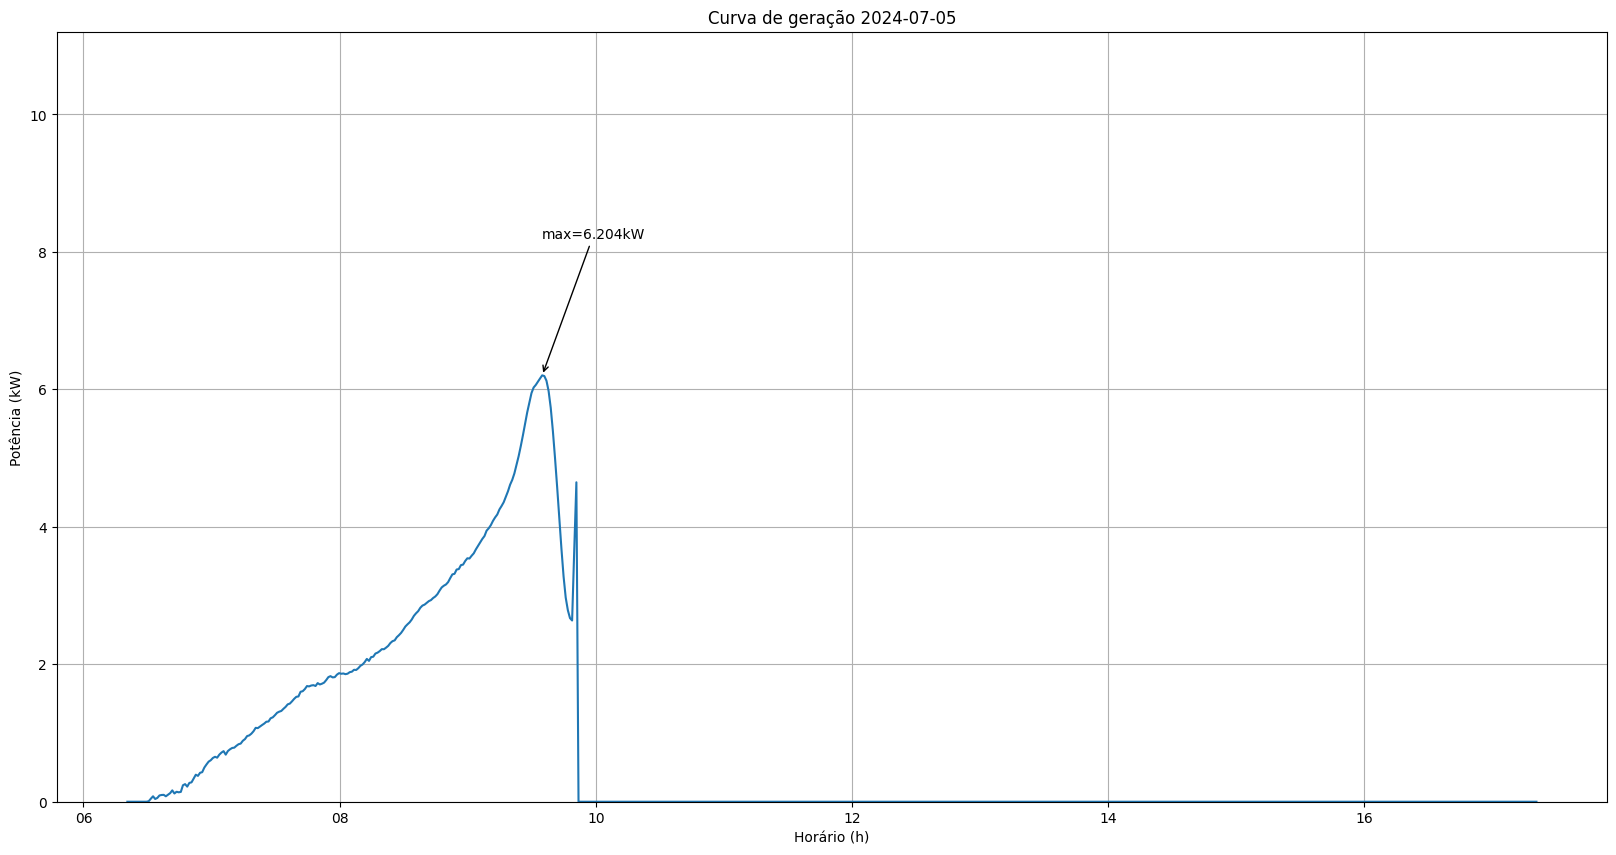 Curva de geração 2024-07-05
10
8
6
4
2
0
Potência (kW)
max=6.204kW
06 08 10 12 14 16
Horário (h)